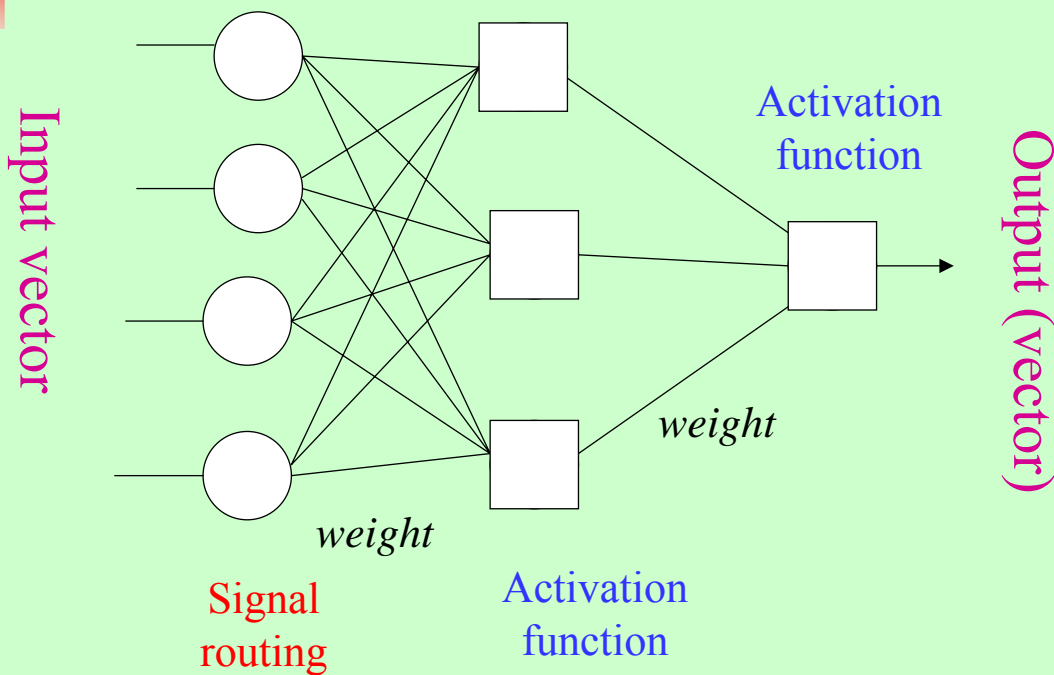 Input vector
Activation
function
Output (vector)
weight
weight
Signal
routing
Activation
function